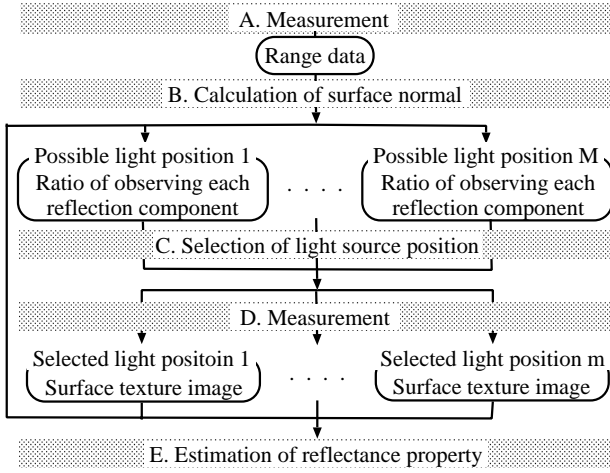 A. Measurement
Range data
B. Calculation of surface normal
Possible light position 1
Ratio of observing each
reflection component
. . . .
Possible light position M
Ratio of observing each
reflection component
C. Selection of light source position
D. Measurement
Selected light positoin 1
Surface texture image
. . . .
Selected light position m
Surface texture image
E. Estimation of reflectance property